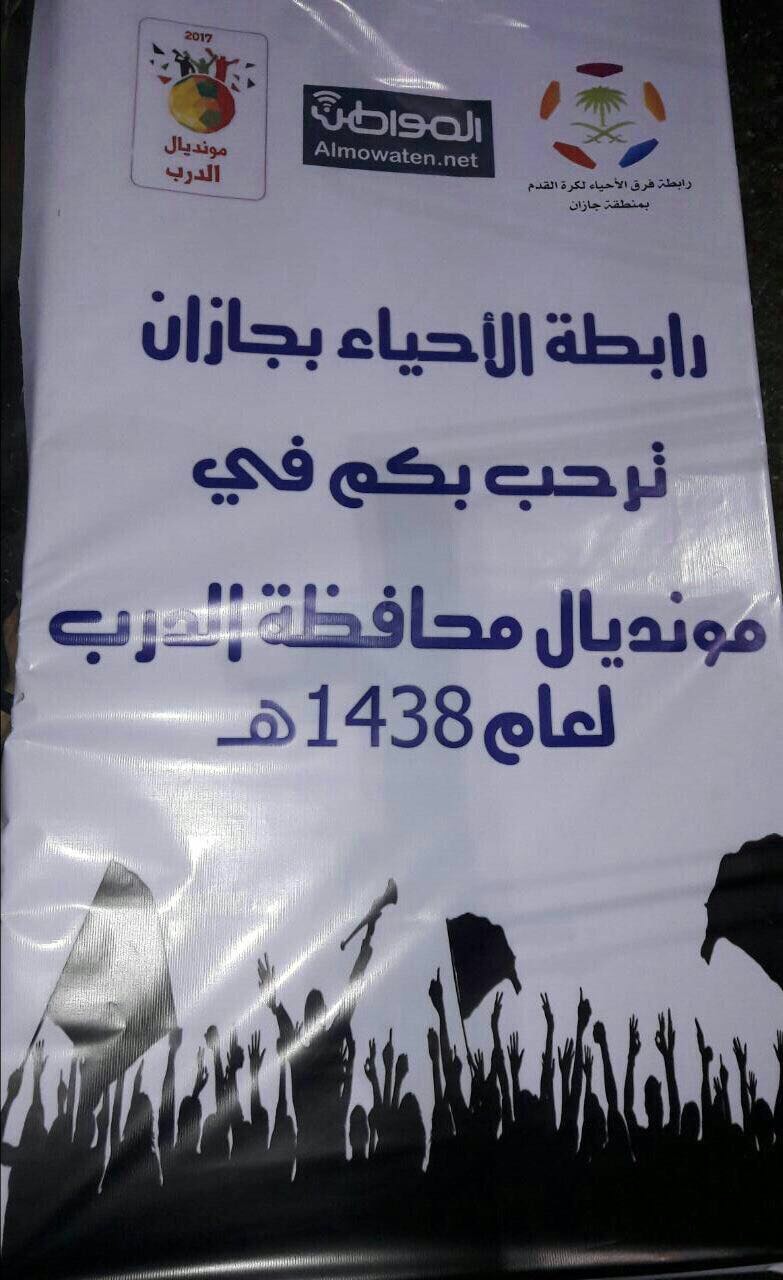 رابطة فرق الأحياء لكرة القدم
بمنطقة جازان
المواطن
Almowaten.net
2017
مونديال
الدرب
رابطة الأحياء بجازان
ترحب بكم في
مونديال محافظة الدرب
لعام 1438هـ